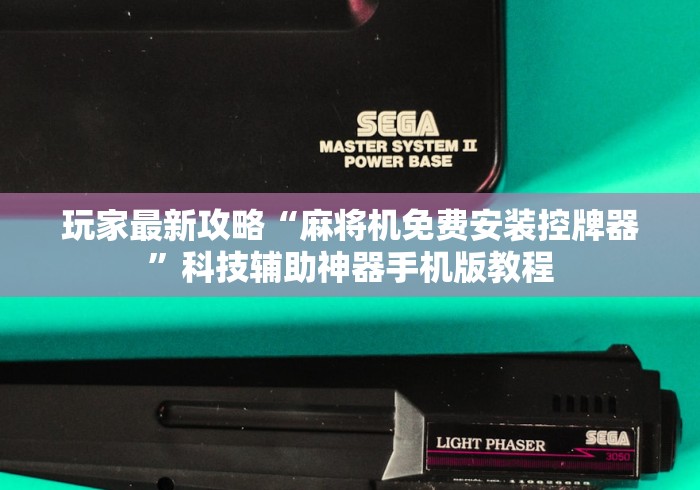 SEGA
MASTER SYSTEM II
POWER BASE
玩家最新攻略“麻将机免费安装控牌器
”科技辅助神器手机版教程
LIGHT PHASER
SEGA
3050